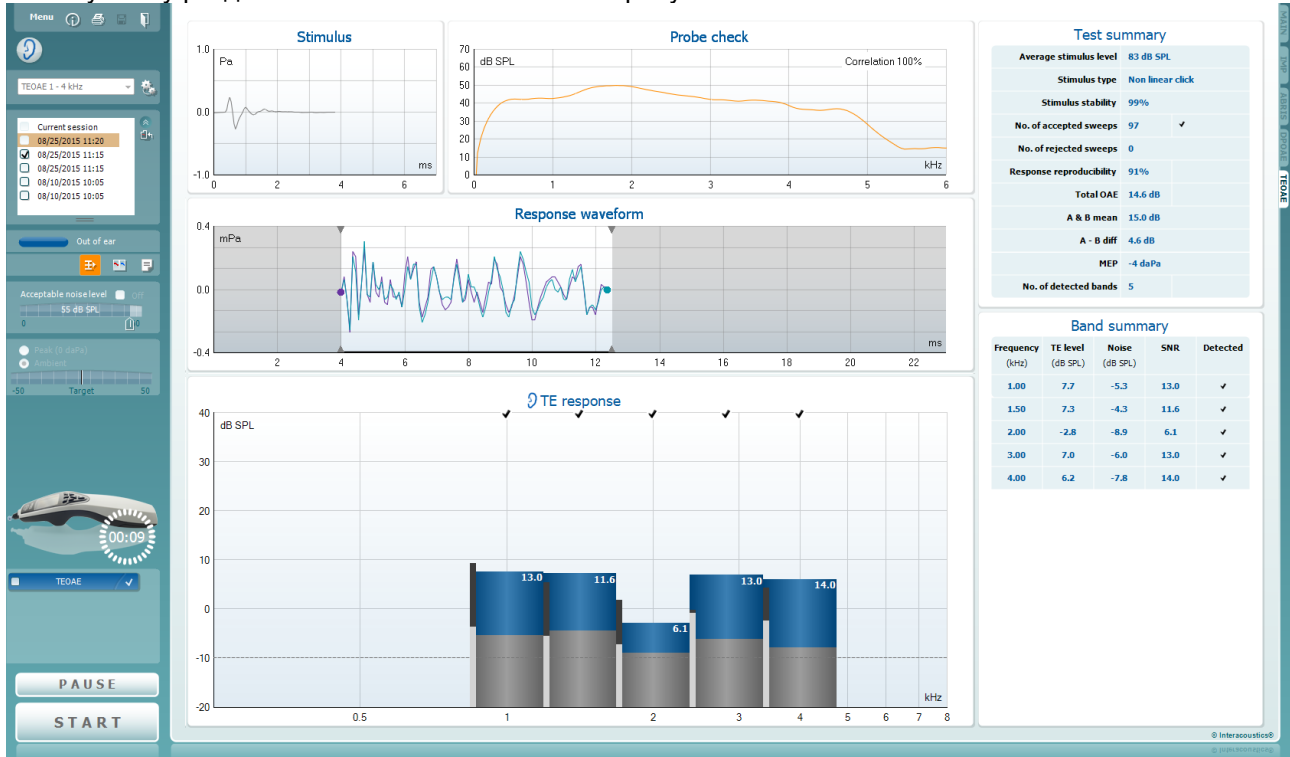 Menu
TEOAE 1 - 4 kHz
Current session
08/25/2015 11:20
08/25/2015 11:15
08/25/2015 11:15
08/10/2015 10:05
08/10/2015 10:05
Out of ear
Acceptable noise level Off
55 dB SPL
0
Peak (0 daPa)
Ambient
-50 Target 50
00:09
TEOAE
PAUSE
START
Stimulus
Pa
1.0
0.0
-1.0
ms
0 2 4 6
Probe check
dB SPL
Correlation 100%
70
60
50
40
30
20
10
0
kHz
0 1 2 3 4 5 6
Response waveform
mPa
0.4
0.0
-0.4
ms
2 4 6 8 10 12 14 16 18 20 22
TE response
dB SPL
40
30
20
10
0
-10
-20
13.0 11.6 6.1 13.0 14.0
kHz
0.5 1 2 3 4 5 6 7 8
Test summary
Average stimulus level 83 dB SPL
Stimulus type Non linear click
Stimulus stability 99%
No. of accepted sweeps 97
No. of rejected sweeps 0
Response reproducibility 91%
Total OAE 14.6 dB
A & B mean 15.0 dB
A - B diff 4.6 dB
MEP -4 daPa
No. of detected bands 5
Band summary
Frequency TE level Noise SNR Detected
(kHz) (dB SPL) (dB SPL)
1.00 7.7 -5.3 13.0
1.50 7.3 -4.3 11.6
2.00 -2.8 -8.9 6.1
3.00 7.0 -6.0 13.0
4.00 6.2 -7.8 14.0
© Interacoustics®
MAIN
IMP
ABRIS
DPOAE
TEOAE